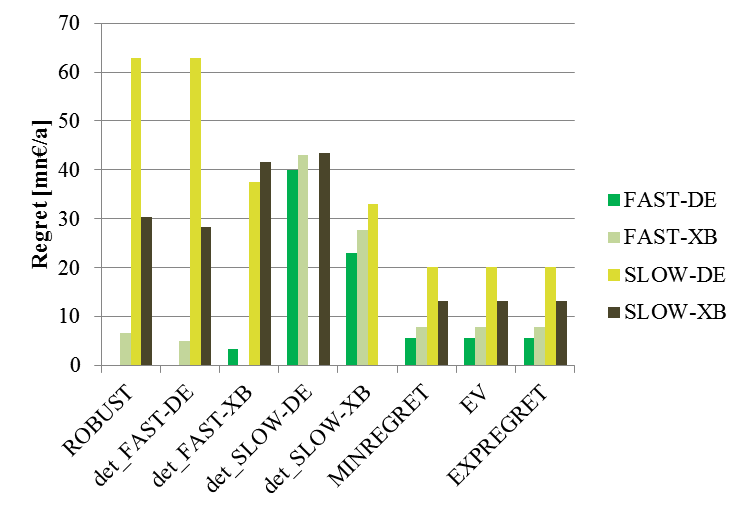 70
60
50
40
30
20
10
0
Regret [mn€/a]
ROBUST
det_FAST-DE
det_FAST-XB
det_SLOW-DE
det_SLOW-XB
MINREGRET
EV
EXPREGRET
FAST-DE
FAST-XB
SLOW-DE
SLOW-XB